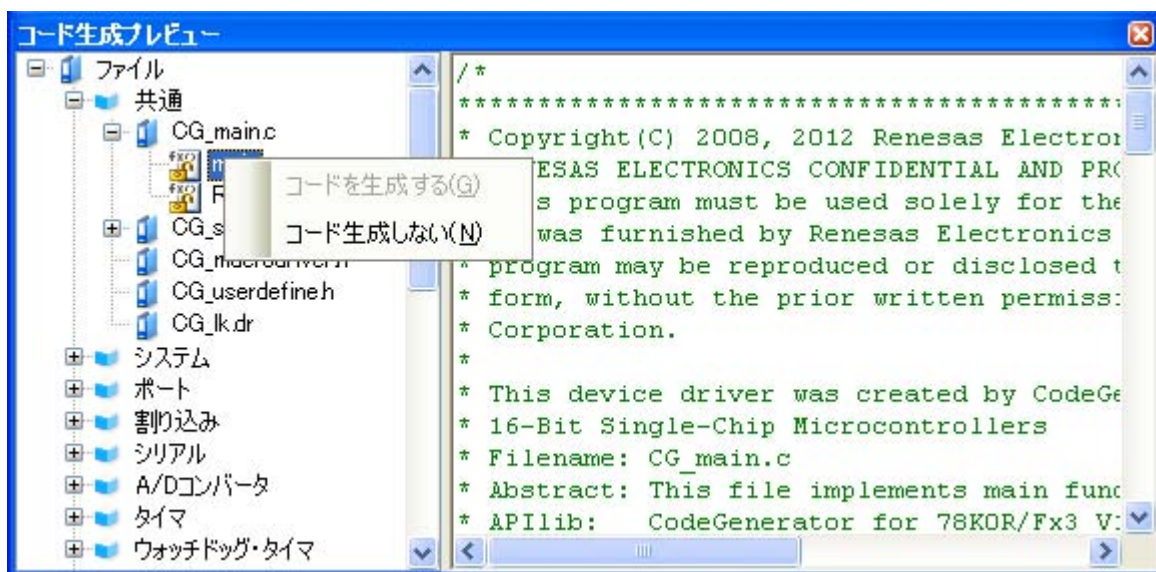 コード生成プレビュー
ファイル
共通
CG_main.c
コードを生成する(G)
コード生成しない(N)
CG_userdefine.h
CG_lk.dr
システム
ポート
割り込み
シリアル
A/Dコンバータ
タイマ
ウォッチドッグ・タイマ
/*
*******************************************
* Copyright(C) 2008, 2012 Renesas Electron
ESAS ELECTRONICS CONFIDENTIAL AND PRO
s program must be used solely for the
was furnished by Renesas Electronics
* program may be reproduced or disclosed t
* form, without the prior written permiss
* Corporation.
*
* This device driver was created by CodeGe
* 16-Bit Single-Chip Microcontrollers
* Filename: CG_main.c
* Abstract: This file implements main func
* APIlib: CodeGenerator for 78K0R/Fx3 V